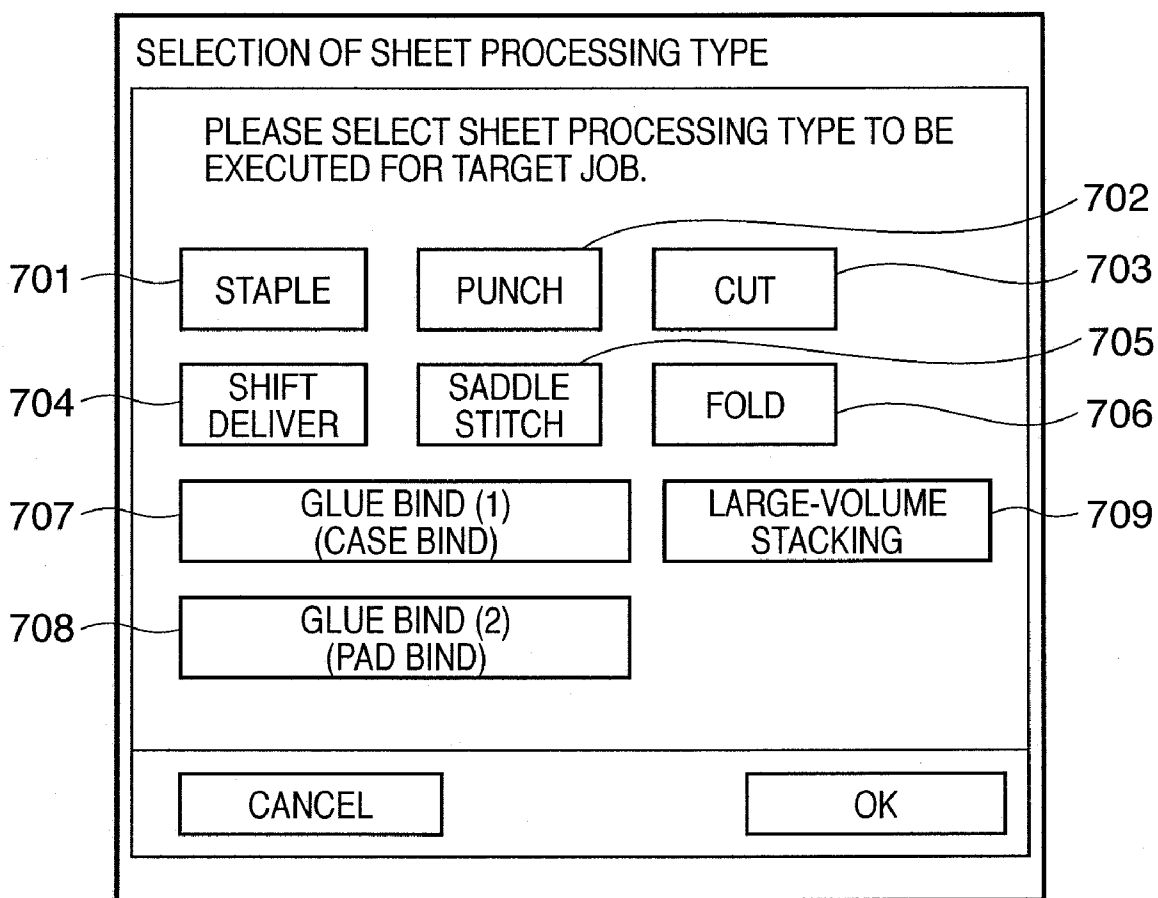 SELECTION OF SHEET PROCESSING TYPE
PLEASE SELECT SHEET PROCESSING TYPE TO BE
EXECUTED FOR TARGET JOB.
702
701
STAPLE
PUNCH
CUT
703
705
704
SHIFT
DELIVER
SADDLE
STITCH
FOLD
706
707
GLUE BIND (1)
(CASE BIND)
LARGE-VOLUME
STACKING
709
708
GLUE BIND (2)
(PAD BIND)
CANCEL
OK